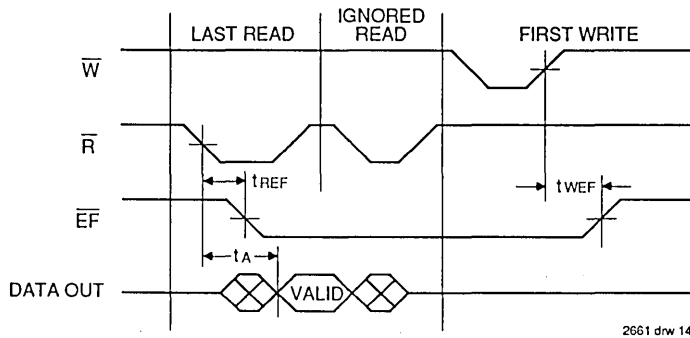 LAST READ
IGNORED
READ
FIRST WRITE
W
R
tREF
tWEF
EF
tA
DATA OUT
VALID
2661 drw 14